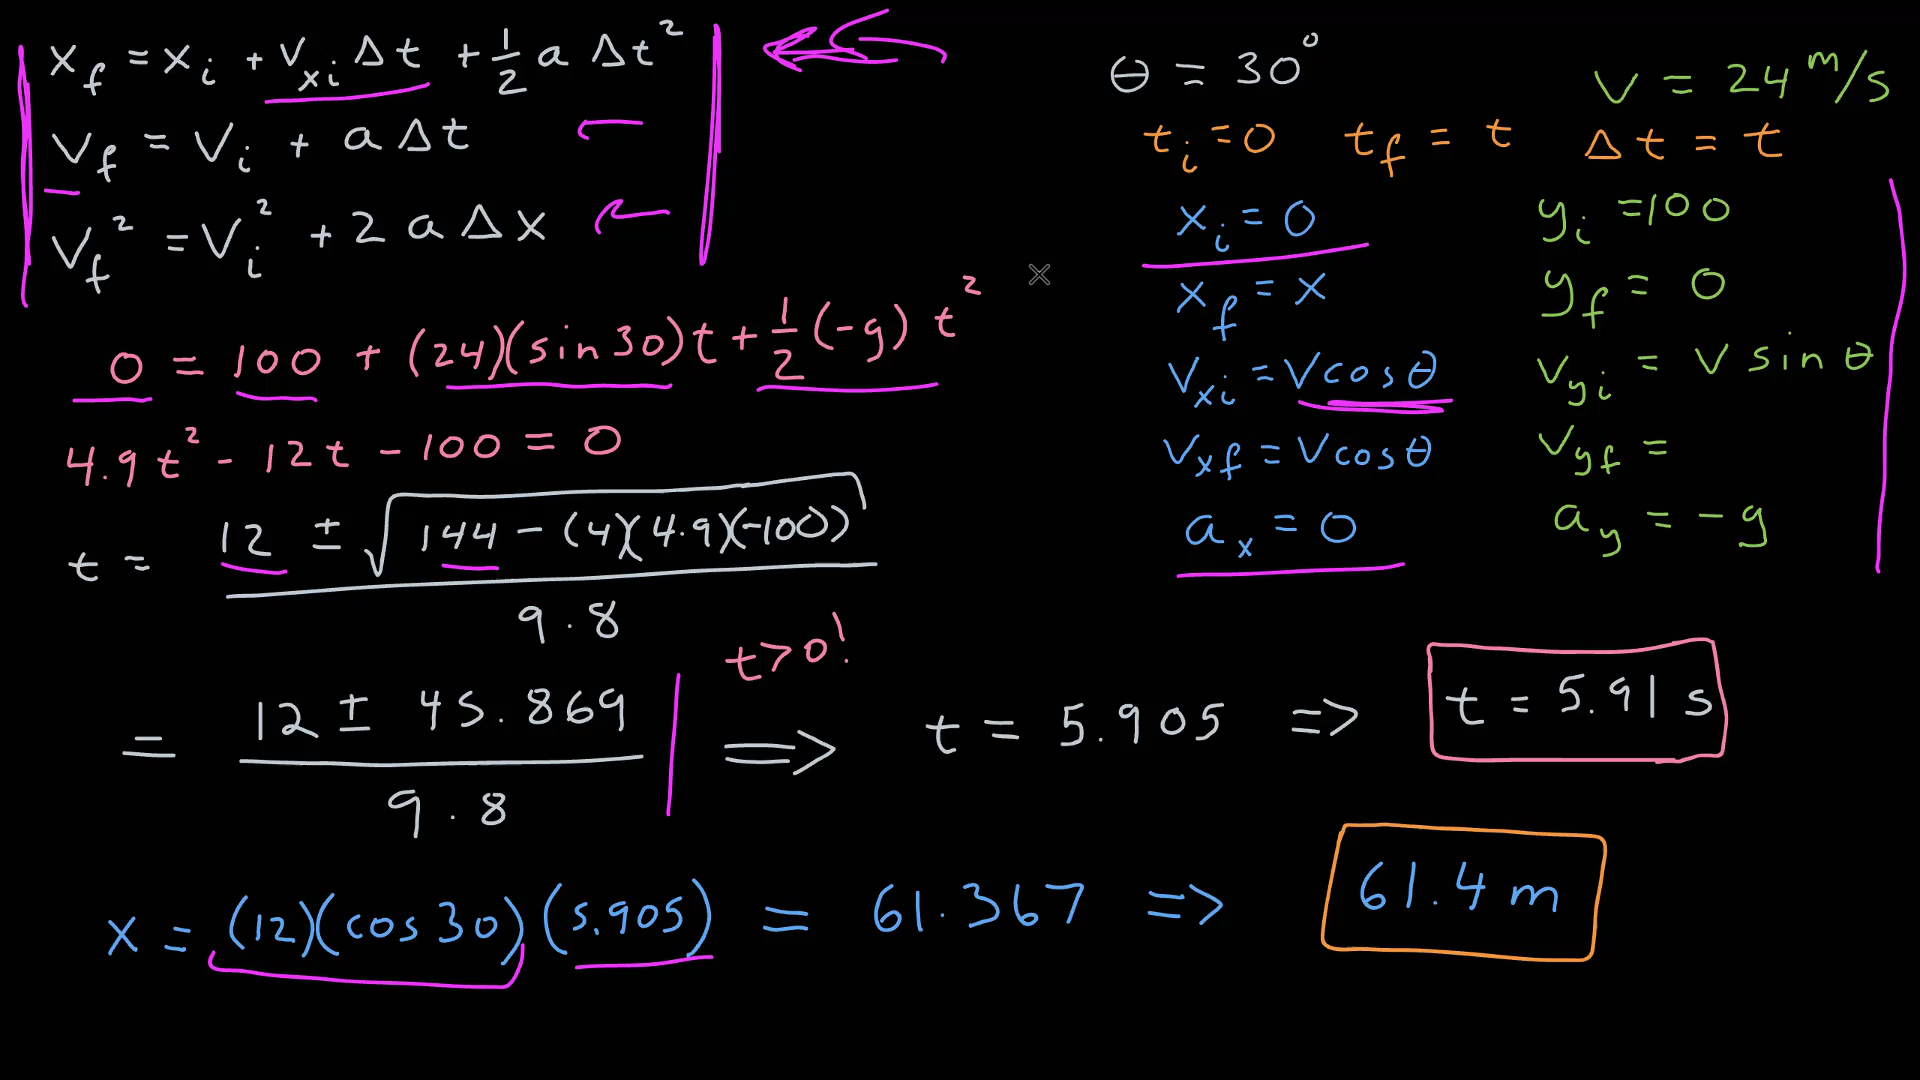 x_f = x_i + v_xi Δt + 1/2 a Δt²
v_f = v_i + a Δt
v_f² = v_i² + 2 a Δx
0 = 100 + (24)(sin 30) t + 1/2 (-g) t²
4.9 t² - 12t - 100 = 0
t = (12 ± √(144 - (4)(4.9)(-100))) / 9.8
= (12 ± 45.869) / 9.8
t > 0!
⇒ t = 5.905 => t = 5.91 s
x = (12)(cos 30)(5.905) = 61.367 => 61.4 m
θ = 30°
v = 24 m/s
t_i = 0 t_f = t Δt = t
x_i = 0
x_f = x
v_xi = v cos θ
v_xf = v cos θ
a_x = 0
y_i = 100
y_f = 0
v_yi = v sin θ
v_yf =
a_y = -g